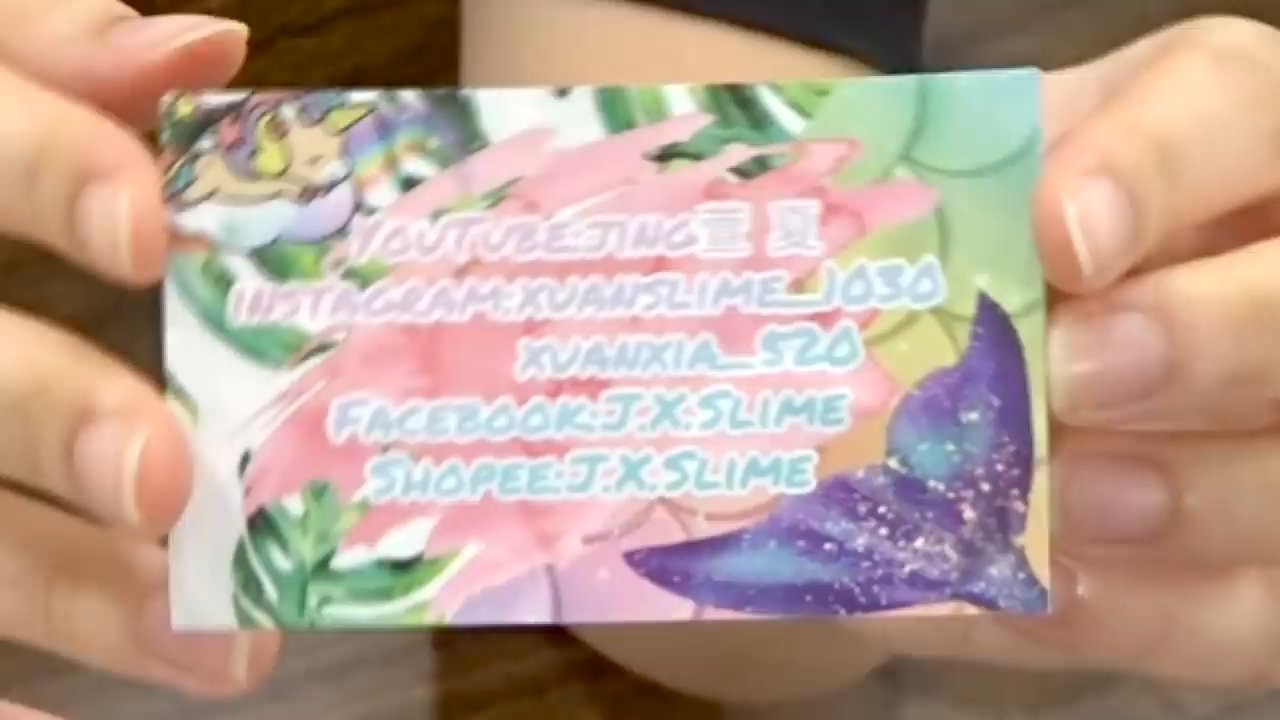 YOUTUBE:JING萱 夏
INSTAGRAM:XUANSLIME_1030
XUANXIA_520
FACEBOOK:J.X.SLIME
SHOPEE:J.X.SLIME